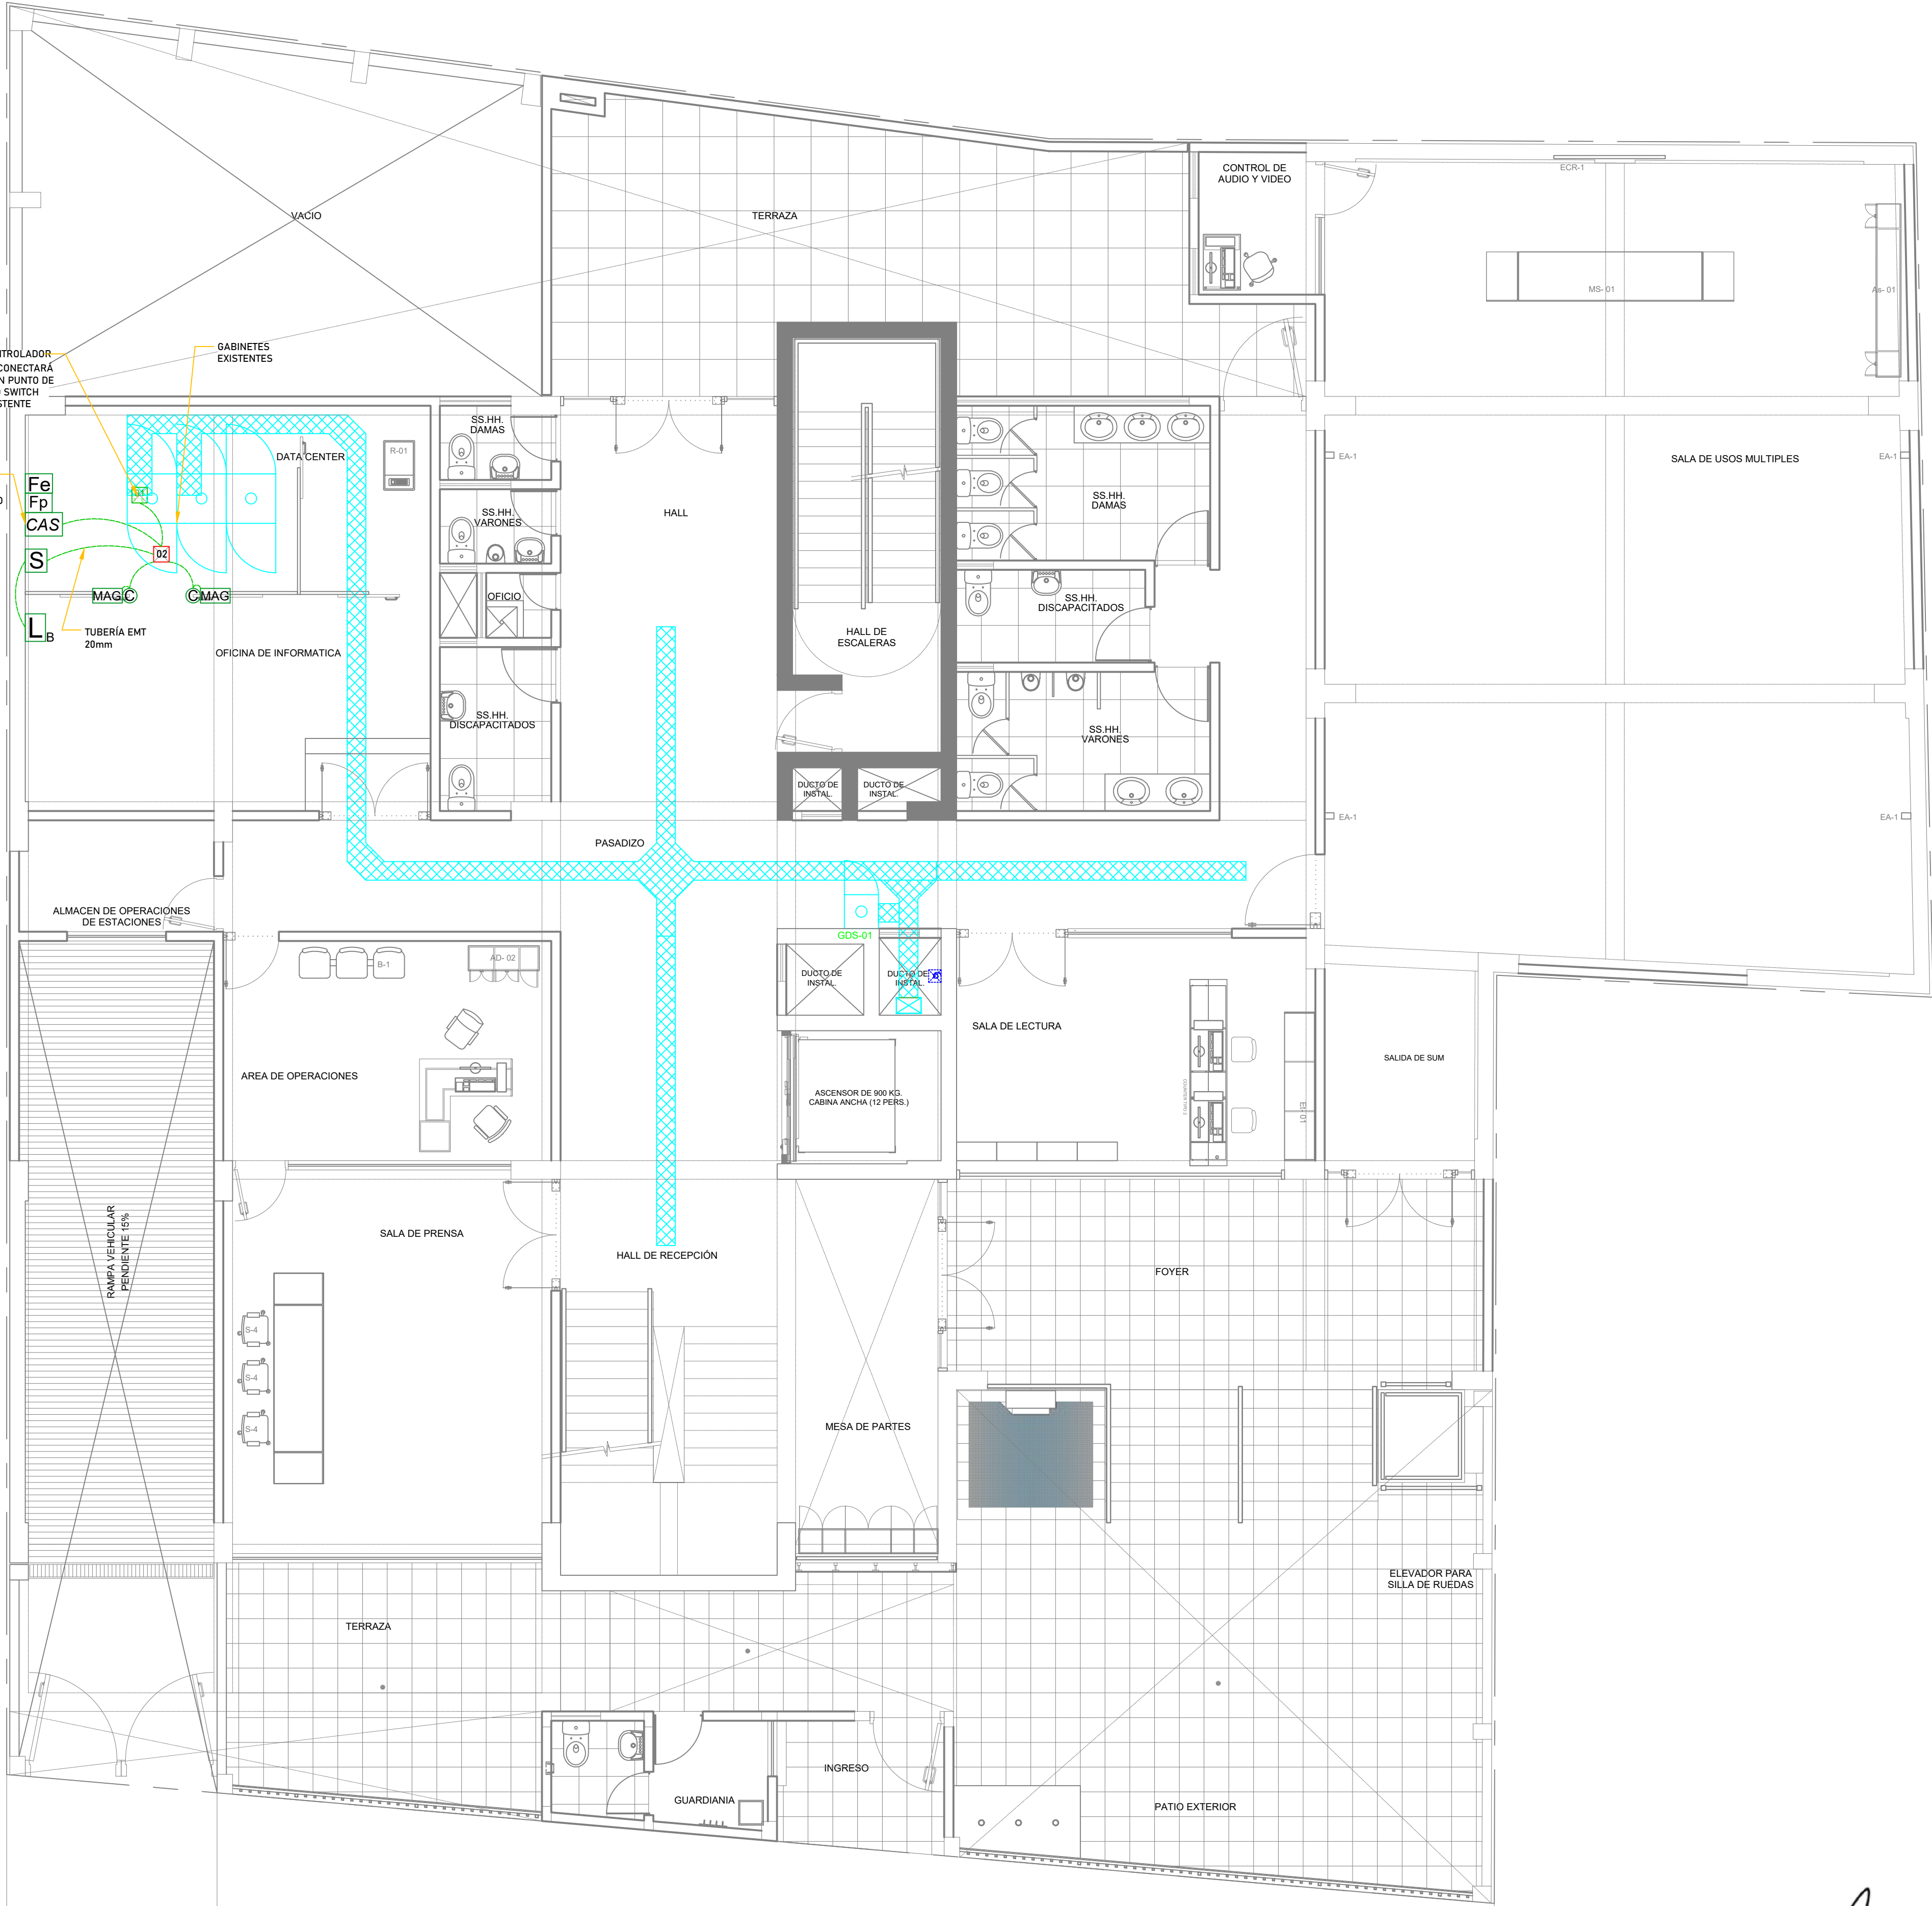 CONTROL DE
AUDIO Y VIDEO
ECR-1
VACIO
TERRAZA
MS- 01
As- 01
CONECTARÁ
PUNTO DE
SWITCH
GABINETES
EXISTENTES
SS.HH.
DAMAS
DATA CENTER
R-01
EA-1
SALA DE USOS MULTIPLES
EA-1
Fe
Fp
CAS
SS.HH.
VARONES
HALL
SS.HH.
DAMAS
D2
S
MAG
C
C
MAG
OFICIO
SS.HH.
DISCAPACITADOS
L
B
TUBERÍA EMT
20mm
HALL DE
ESCALERAS
OFICINA DE INFORMATICA
SS.HH.
DISCAPACITADOS
SS.HH.
VARONES
DUCTO DE
INSTAL.
DUCTO DE
INSTAL.
EA-1
EA-1
PASADIZO
ALMACEN DE OPERACIONES
DE ESTACIONES
GDS-01
B-1
AD- 02
DUCTO DE
INSTAL.
DUCTO DE
INSTAL.
SALA DE LECTURA
SALIDA DE SUM
AREA DE OPERACIONES
ASCENSOR DE 900 KG.
CABINA ANCHA (12 PERS.)
RAMPA VEHICULAR
PENDIENTE 15%
SALA DE PRENSA
HALL DE RECEPCIÓN
FOYER
S-4
S-4
S-4
MESA DE PARTES
ELEVADOR PARA
SILLA DE RUEDAS
TERRAZA
INGRESO
GUARDIANIA
PATIO EXTERIOR